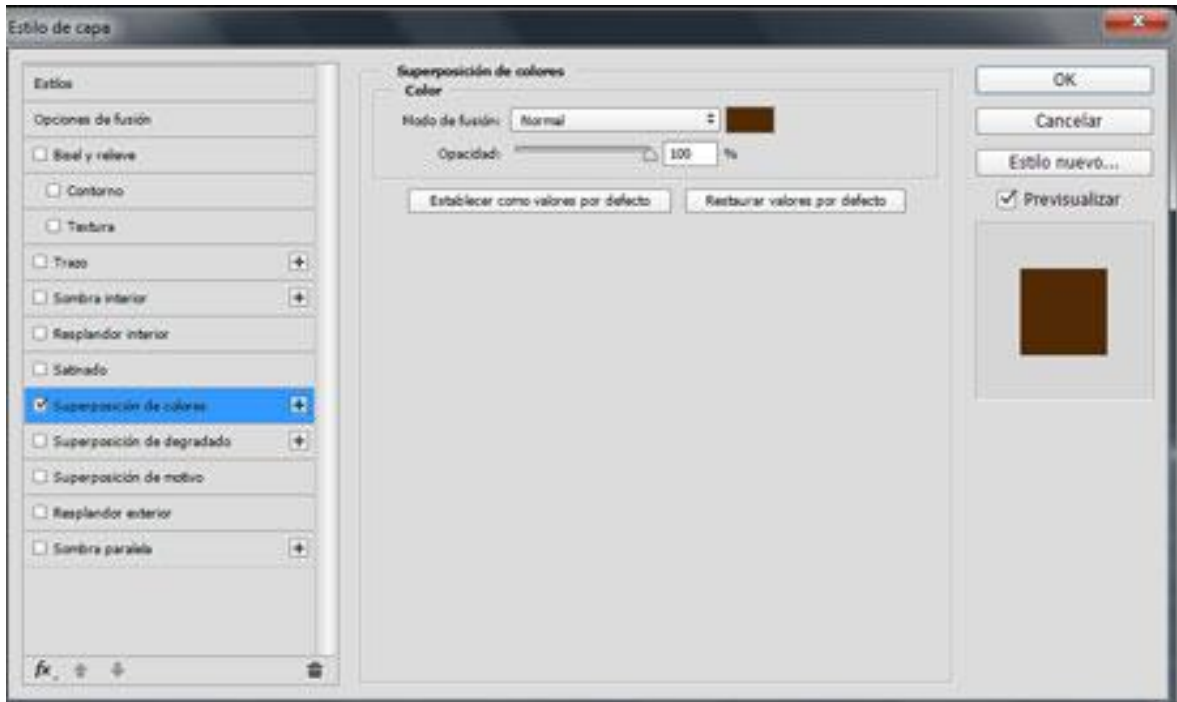 Estilo de capa
Estilos
Opciones de fusión
Bisel y relieve
Contorno
Textura
Trazo
Sombra interior
Resplandor interior
Satinado
Superposición de colores
Superposición de degradado
Superposición de motivo
Resplandor exterior
Sombra paralela
fx
Superposición de colores
Color
Modo de fusión: Normal
Opacidad: 100 %
Establecer como valores por defecto Restaurar valores por defecto
OK
Cancelar
Estilo nuevo...
Previsualizar